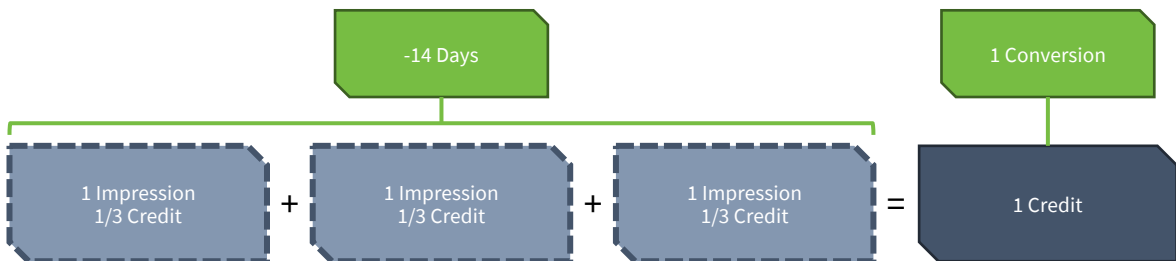 -14 Days
1 Conversion
1 Impression
1/3 Credit
+
1 Impression
1/3 Credit
+
1 Impression
1/3 Credit
=
1 Credit